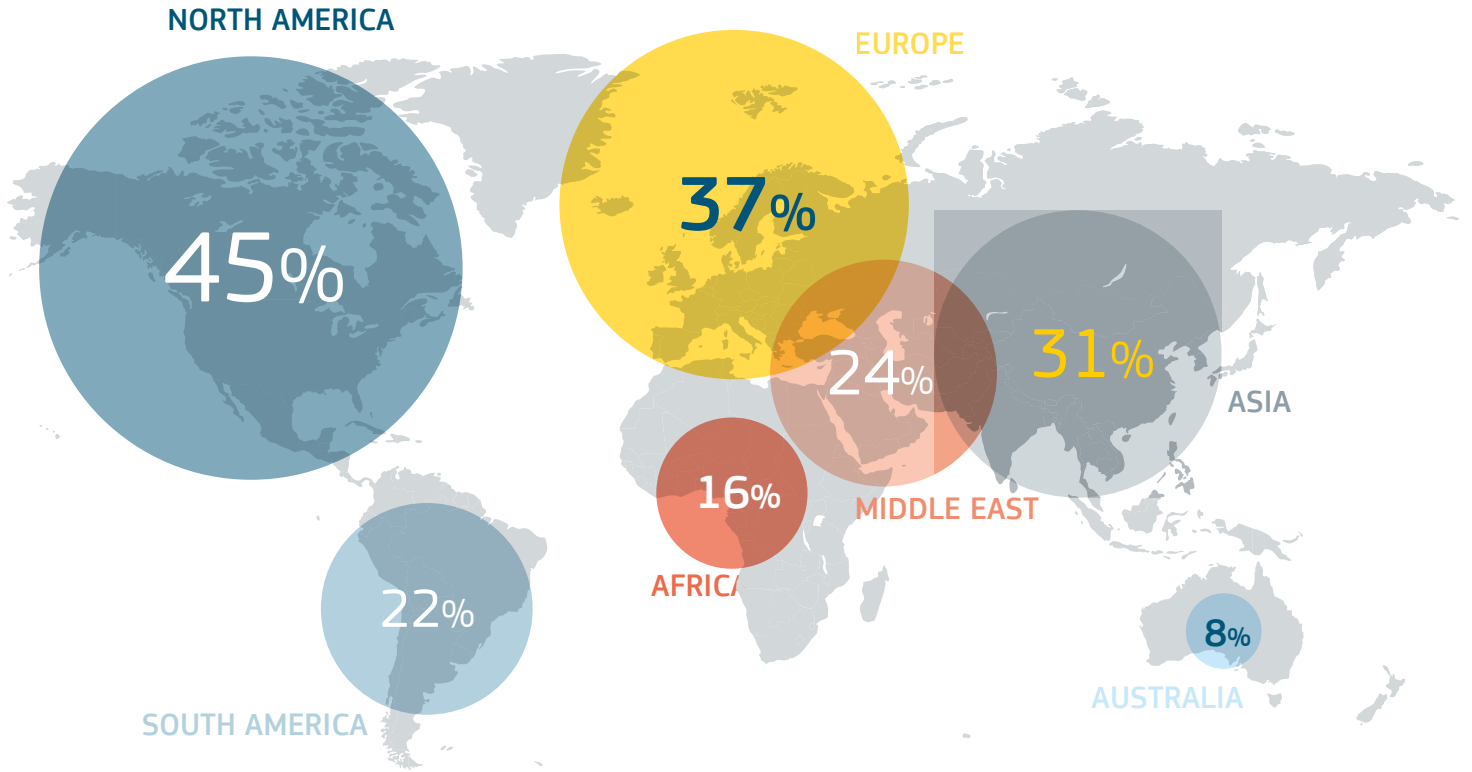 NORTH AMERICA
EUROPE
37%
45%
31%
24%
ASIA
16%
MIDDLE EAST
AFRICA
22%
8%
AUSTRALIA
SOUTH AMERICA